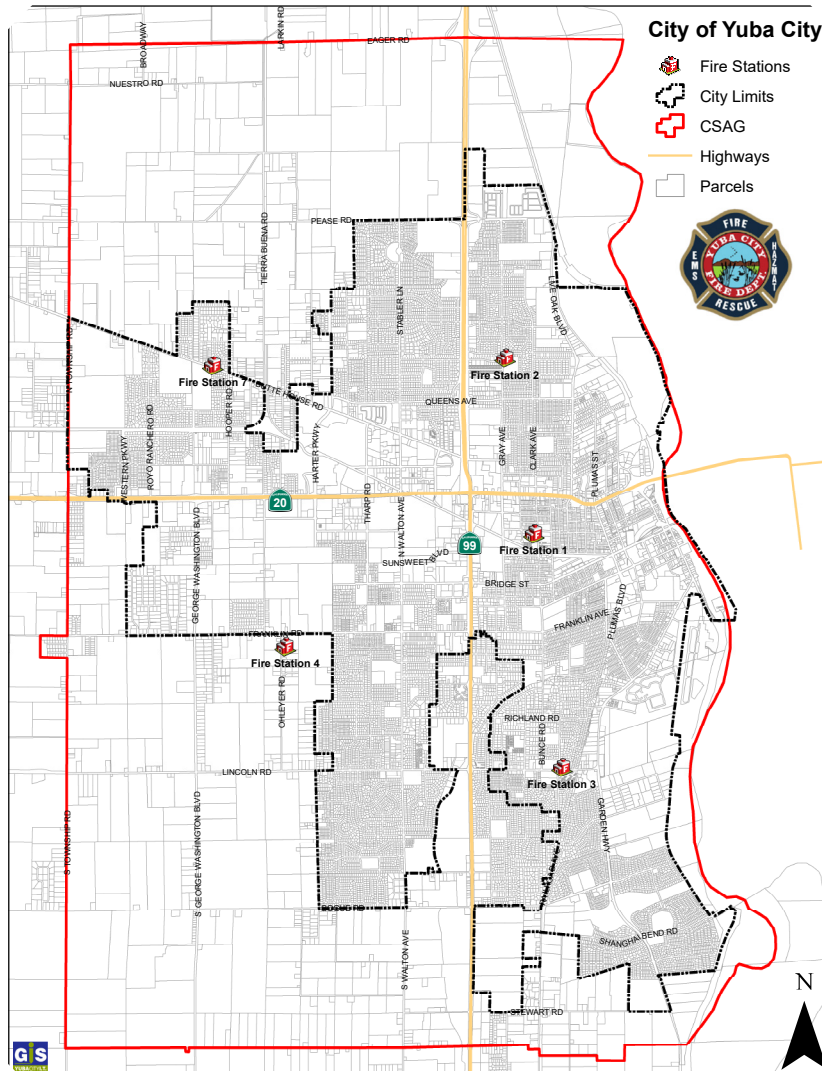 City of Yuba City
Fire Stations
City Limits
CSAG
Highways
Parcels
FIRE
HAZMAT
RESCUE
EMS
YUBA CITY
FIRE DEPT.
BROADWAY
LARKIN RD
EAGER RD
NUESTRO RD
PEASE RD
TIERRA BUENA RD
STABLER LN
LIVE OAK BLVD
N TOWNSHIP RD
Fire Station 7
Fire Station 2
BUTTE HOUSE RD
QUEENS AVE
HOOPER RD
ROYO RANCHERO RD
WESTERN PKWY
HARTER PKWY
GRAY AVE
CLARK AVE
PLUMAS ST
THARP RD
N WALTON AVE
20
99
GEORGE WASHINGTON BLVD
Fire Station 1
SUNSWEET BLVD
BRIDGE ST
FRANKLIN AVE
PLUMAS BLVD
FRANKLIN RD
Fire Station 4
OHLEYER RD
RICHLAND RD
BUNCE RD
LINCOLN RD
Fire Station 3
S TOWNSHIP RD
S GEORGE WASHINGTON BLVD
GARDEN HWY
BOGUE RD
S WALTON AVE
SHANGHAI BEND RD
STEWART RD
N
GIS